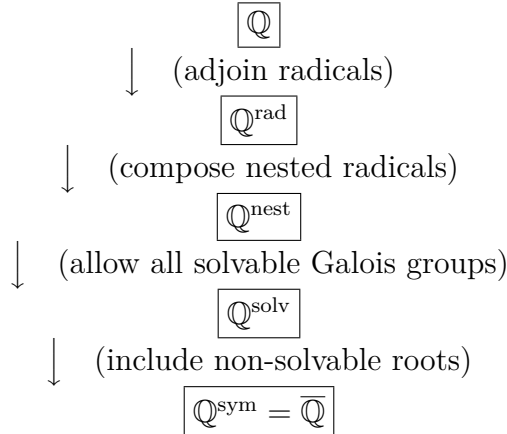 ℚ
↓ (adjoin radicals)
ℚ^rad
↓ (compose nested radicals)
ℚ^nest
↓ (allow all solvable Galois groups)
ℚ^solv
↓ (include non-solvable roots)
ℚ^sym = ℚ̅